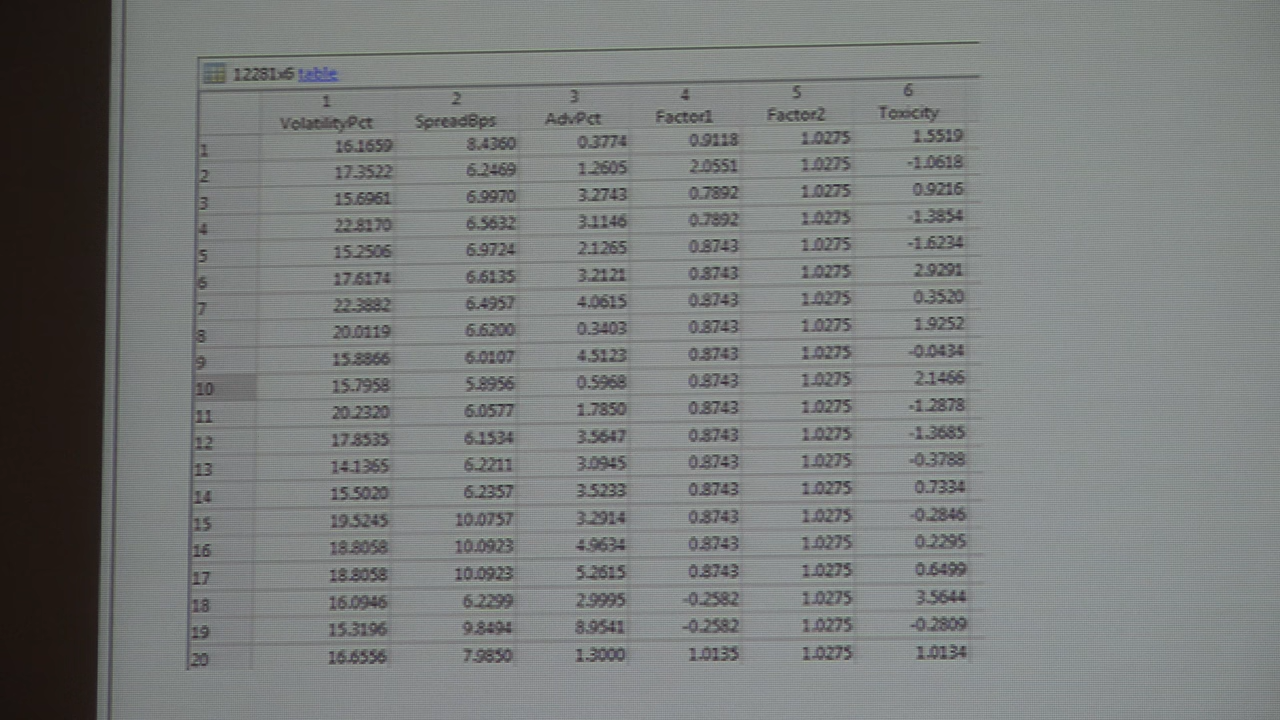 12281x6 table
1 2 3 4 5 6
VolatilityPct SpreadBps AdvPct Factor1 Factor2 Toxicity
1 16.1659 8.4360 0.3774 0.9118 1.0275 1.5519
2 17.3522 6.2469 1.2605 2.0551 1.0275 -1.0618
3 15.6961 6.9970 3.2743 0.7892 1.0275 0.9216
4 22.8170 6.5632 3.1146 0.7892 1.0275 -1.3854
5 15.2506 6.9724 2.1265 0.8743 1.0275 -1.6234
6 17.6174 6.6135 3.2121 0.8743 1.0275 2.9291
7 22.3882 6.4957 4.0615 0.8743 1.0275 0.3520
8 20.0119 6.6200 0.3403 0.8743 1.0275 1.9252
9 15.8866 6.0107 4.5123 0.8743 1.0275 -0.0434
10 15.7958 5.8956 0.5968 0.8743 1.0275 2.1466
11 20.2320 6.0577 1.7850 0.8743 1.0275 -1.2878
12 17.8535 6.1534 3.5647 0.8743 1.0275 -1.3685
13 14.1365 6.2211 3.0945 0.8743 1.0275 -0.3788
14 15.5020 6.2357 3.5233 0.8743 1.0275 0.7334
15 19.5245 10.0757 3.2914 0.8743 1.0275 -0.2846
16 18.8058 10.0923 4.9634 0.8743 1.0275 0.2295
17 18.8058 10.0923 5.2615 0.8743 1.0275 0.6499
18 16.0946 6.2299 2.9995 -0.2582 1.0275 3.5644
19 15.3196 9.8494 8.9541 -0.2582 1.0275 -0.2809
20 16.6556 7.9850 1.3000 1.0135 1.0275 1.0134